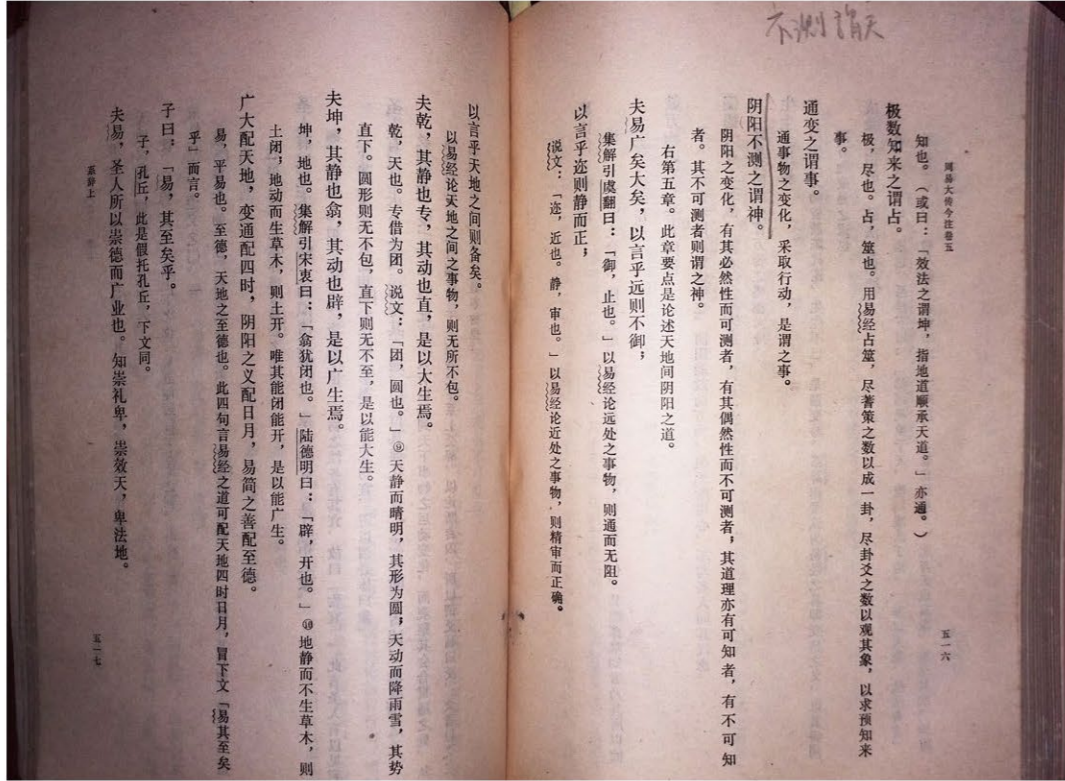 不测谓天
周易大传今注卷五
知也。（或曰：「效法之谓坤，指地道顺承天道。」亦通。）
极数知来之谓占。
极，尽也。占，筮也。用易经占筮，尽蓍策之数以成一卦，尽卦爻之数以观其象，以求预知来
事。
通变之谓事。
通事物之变化，采取行动，是谓之事。
阴阳不测之谓神。
阴阳之变化，有其必然性而可测者，有其偶然性而不可测者，其道理亦有可知者，有不可知
者。其不可测者则谓之神。
右第五章。此章要点是论述天地间阴阳之道。
夫易广矣大矣，以言乎远则不御；
集解引虞翻曰：「御，止也。」以易经论远处之事物，则通而无阻。
以言乎迩则静而正；
说文：「迩，近也。静，审也。」以易经论近处之事物，则精审而正确。
五一六
以言乎天地之间则备矣。
以易经论天地之间之事物，则无所不包。
夫乾，其静也专，其动也直，是以大生焉。
乾，天也。专借为团。说文：「团，圆也。」⑨天静而晴明，其形为圆；天动而降雨雪，其势
直下。圆形则无不包，直下则无不至，是以能大生。
夫坤，其静也翕，其动也辟，是以广生焉。
坤，地也。集解引宋衷曰：「翕犹闭也。」陆德明曰：「辟，开也。」⑩地静而不生草木，则
土闭，地动而生草木，则土开。唯其能闭能开，是以能广生。
广大配天地，变通配四时，阴阳之义配日月，易简之善配至德。
易，平易也。至德，天地之至德也。此四句言易经之道可配天地四时日月，冒下文「易其至矣
乎」而言。
子曰：「易，其至矣乎。
子，孔丘，此是假托孔丘，下文同。
夫易，圣人所以崇德而广业也。知崇礼卑，崇效天，卑法地。
系辞上
五一七